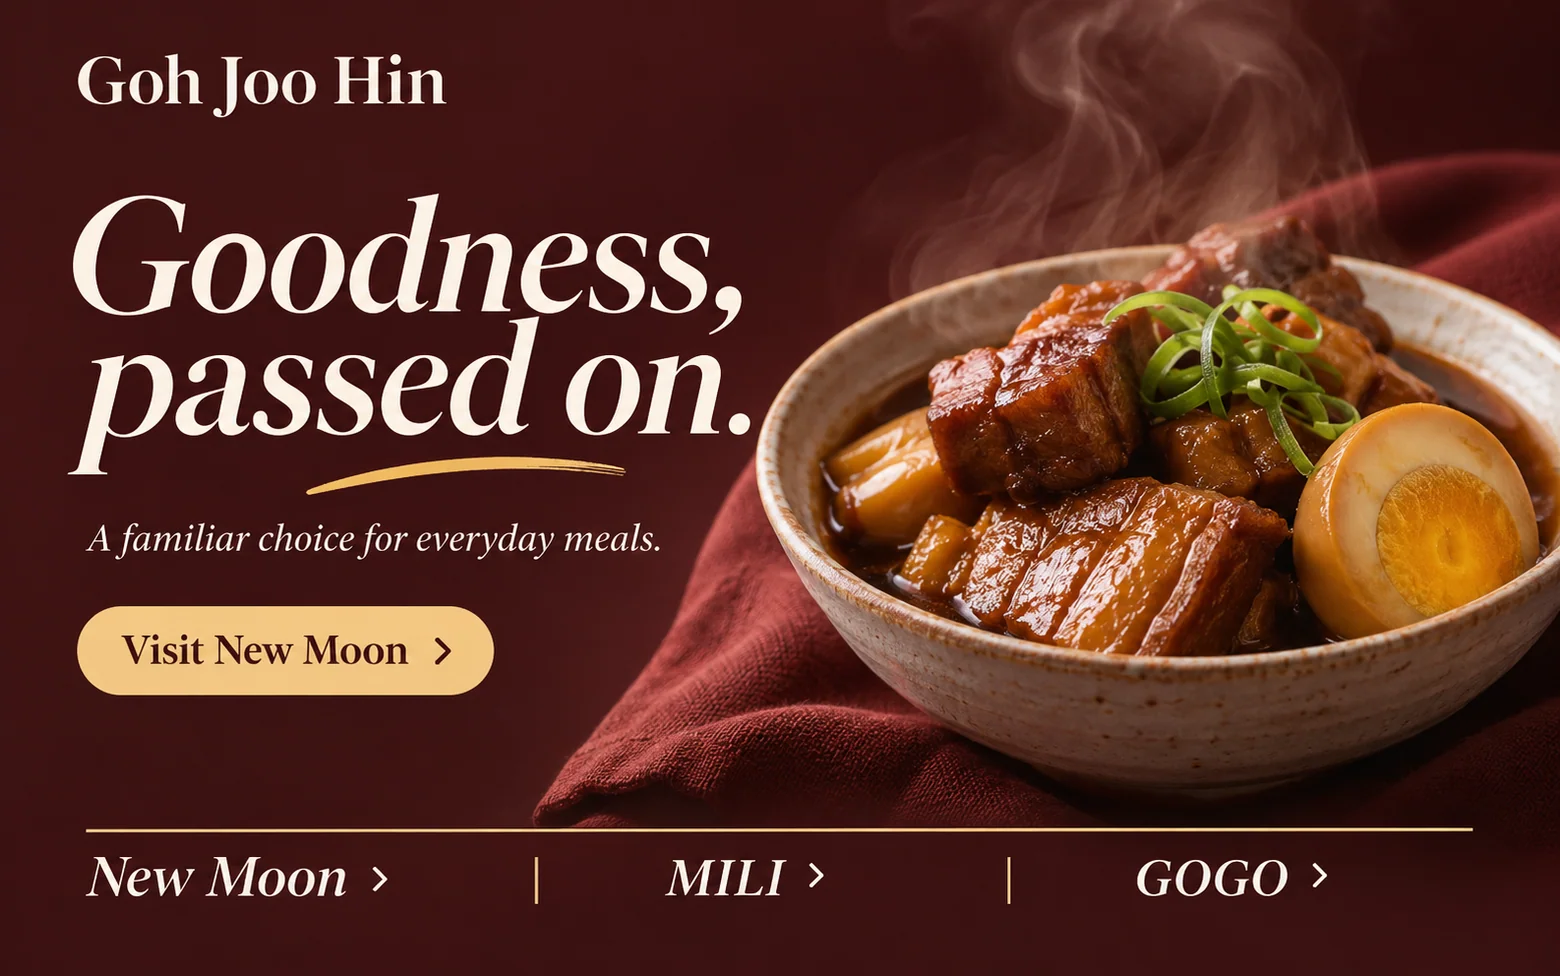 Goh Joo Hin
Goodness,
passed on.
A familiar choice for everyday meals.
Visit New Moon
New Moon
MILI
GOGO